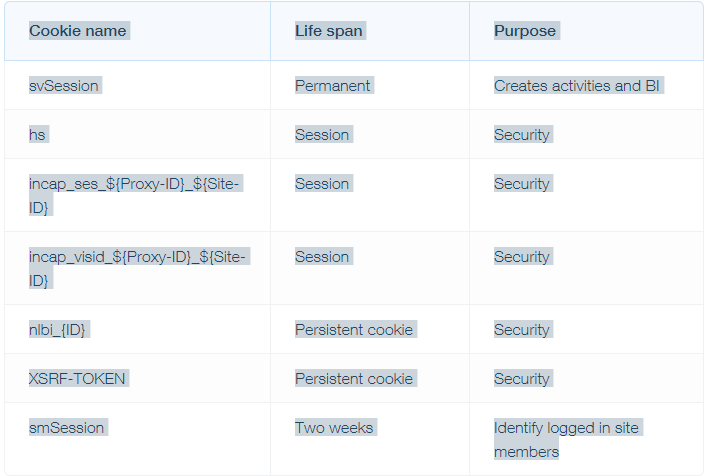 Cookie name Life span Purpose
svSession Permanent Creates activities and BI
hs Session Security
incap_ses_${Proxy-ID}_${Site-
ID} Session Security
incap_visid_${Proxy-ID}_${Site-
ID} Session Security
nlbi_{ID} Persistent cookie Security
XSRF-TOKEN Persistent cookie Security
smSession Two weeks Identify logged in site
members